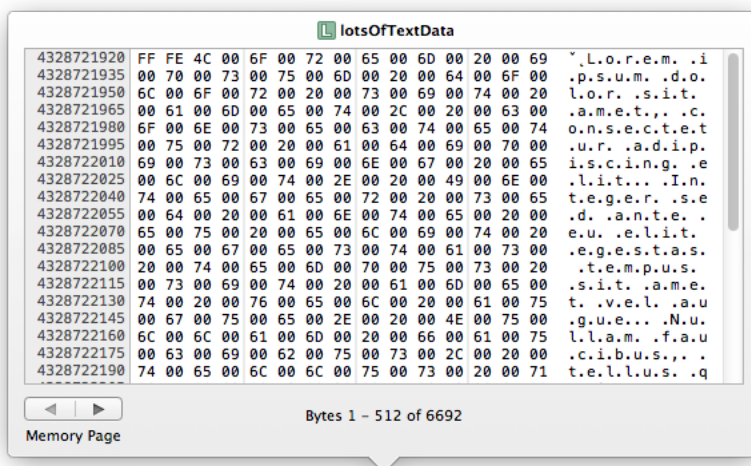 L lotsOfTextData
4328721920 FF FE 4C 00 6F 00 72 00 65 00 6D 00 20 00 69 ˇ˛L.o.r.e.m. .i
4328721935 00 70 00 73 00 75 00 6D 00 20 00 64 00 6F 00 .p.s.u.m. .d.o.
4328721950 6C 00 6F 00 72 00 20 00 73 00 69 00 74 00 20 l.o.r. .s.i.t.
4328721965 00 61 00 6D 00 65 00 74 00 2C 00 20 00 63 00 .a.m.e.t.,. .c.
4328721980 6F 00 6E 00 73 00 65 00 63 00 74 00 65 00 74 o.n.s.e.c.t.e.t
4328721995 00 75 00 72 00 20 00 61 00 64 00 69 00 70 00 .u.r. .a.d.i.p.
4328722010 69 00 73 00 63 00 69 00 6E 00 67 00 20 00 65 i.s.c.i.n.g. .e
4328722025 00 6C 00 69 00 74 00 2E 00 20 00 49 00 6E 00 .l.i.t... .I.n.
4328722040 74 00 65 00 67 00 65 00 72 00 20 00 73 00 65 t.e.g.e.r. .s.e
4328722055 00 64 00 20 00 61 00 6E 00 74 00 65 00 20 00 .d. .a.n.t.e. .
4328722070 65 00 75 00 20 00 65 00 6C 00 69 00 74 00 20 e.u. .e.l.i.t.
4328722085 00 65 00 67 00 65 00 73 00 74 00 61 00 73 00 .e.g.e.s.t.a.s.
4328722100 20 00 74 00 65 00 6D 00 70 00 75 00 73 00 20 .t.e.m.p.u.s.
4328722115 00 73 00 69 00 74 00 20 00 61 00 6D 00 65 00 .s.i.t. .a.m.e.
4328722130 74 00 20 00 76 00 65 00 6C 00 20 00 61 00 75 t. .v.e.l. .a.u
4328722145 00 67 00 75 00 65 00 2E 00 20 00 4E 00 75 00 .g.u.e... .N.u.
4328722160 6C 00 6C 00 61 00 6D 00 20 00 66 00 61 00 75 l.l.a.m. .f.a.u
4328722175 00 63 00 69 00 62 00 75 00 73 00 2C 00 20 00 .c.i.b.u.s.,. .
4328722190 74 00 65 00 6C 00 6C 00 75 00 73 00 20 00 71 t.e.l.l.u.s. .q
Bytes 1 – 512 of 6692
Memory Page